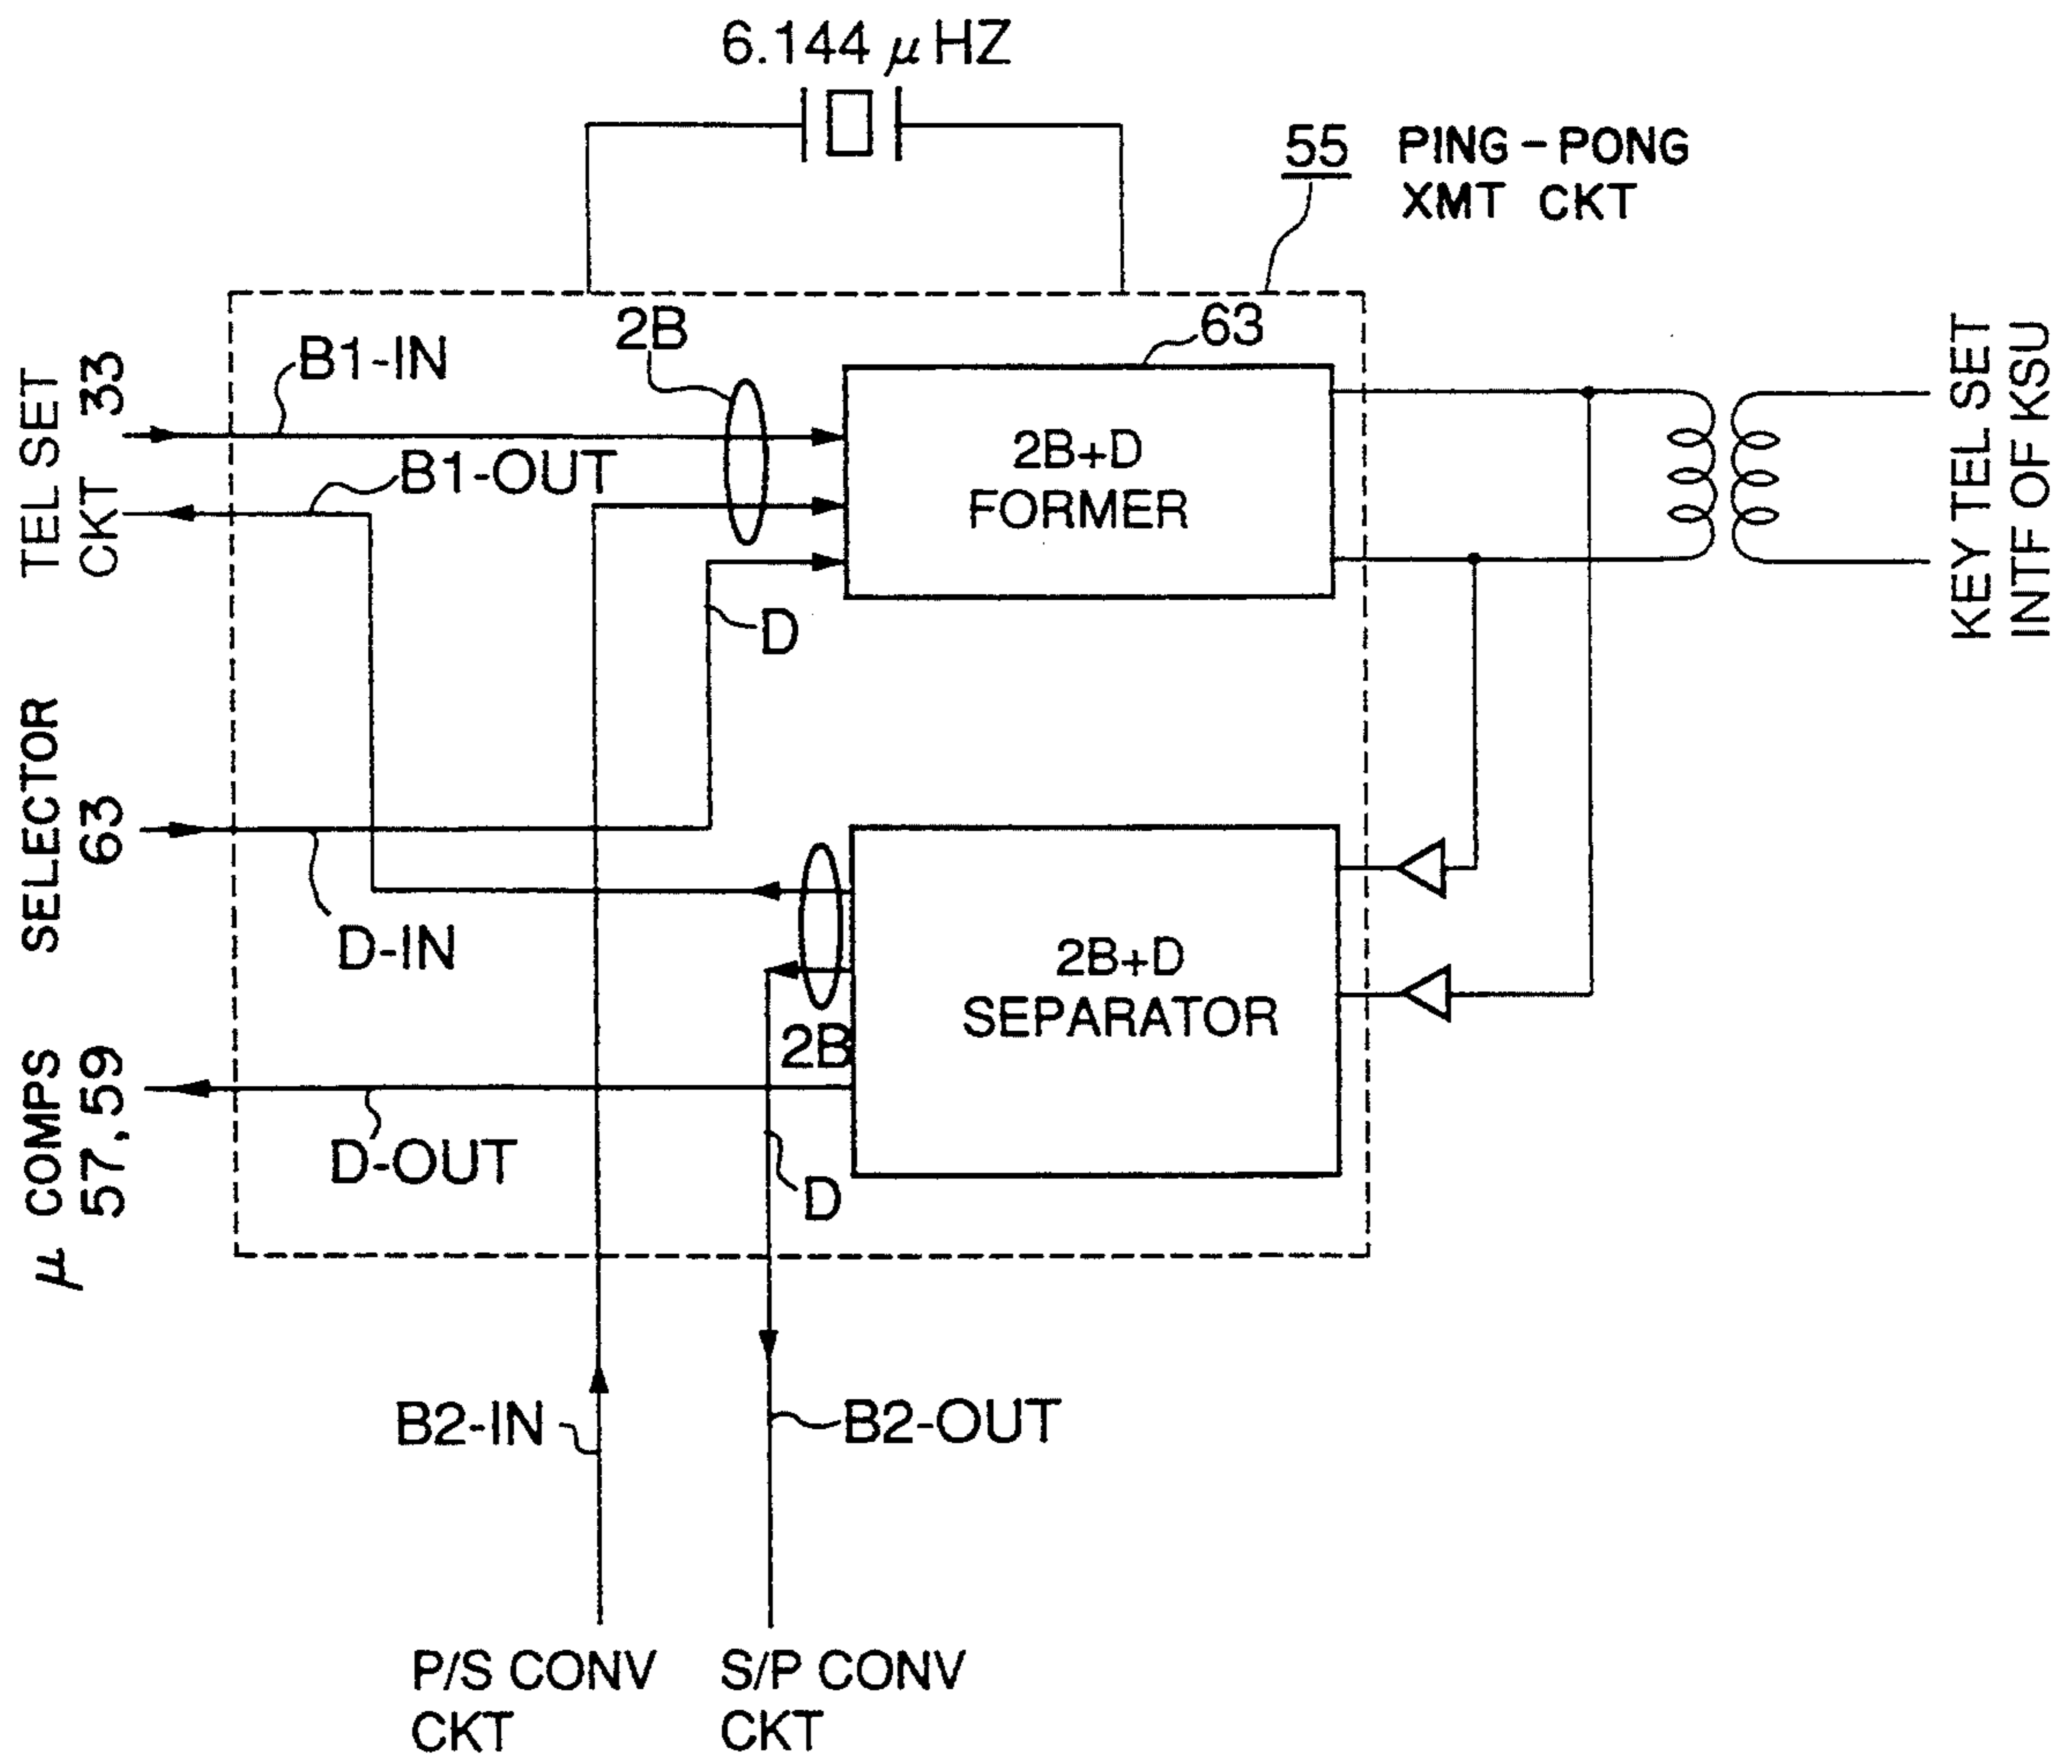 6.144 μ HZ
55
PING-PONG
XMT CKT
2B
63
B1-IN
B1-OUT
TEL SET 33
CKT
2B+D
FORMER
KEY TEL SET
INTF OF KSU
D
SELECTOR
63
D-IN
2B+D
SEPARATOR
2B
μ COMPS
57, 59
D-OUT
D
B2-IN
B2-OUT
P/S CONV
CKT
S/P CONV
CKT